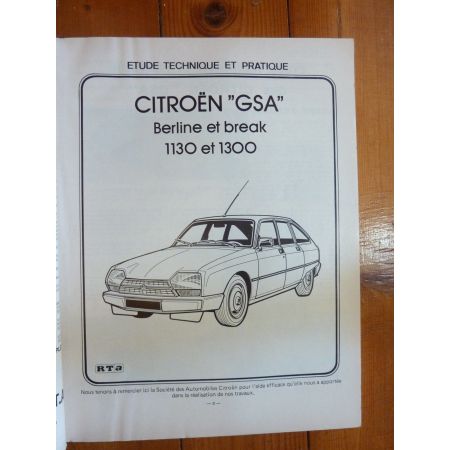 ETUDE TECHNIQUE ET PRATIQUE
CITROËN "GSA"
Berline et break
1130 et 1300
RTa
Nous tenons à remercier ici la Société des Automobiles Citroën pour l'aide efficace qu'elle nous a apportée
dans la réalisation de nos travaux.